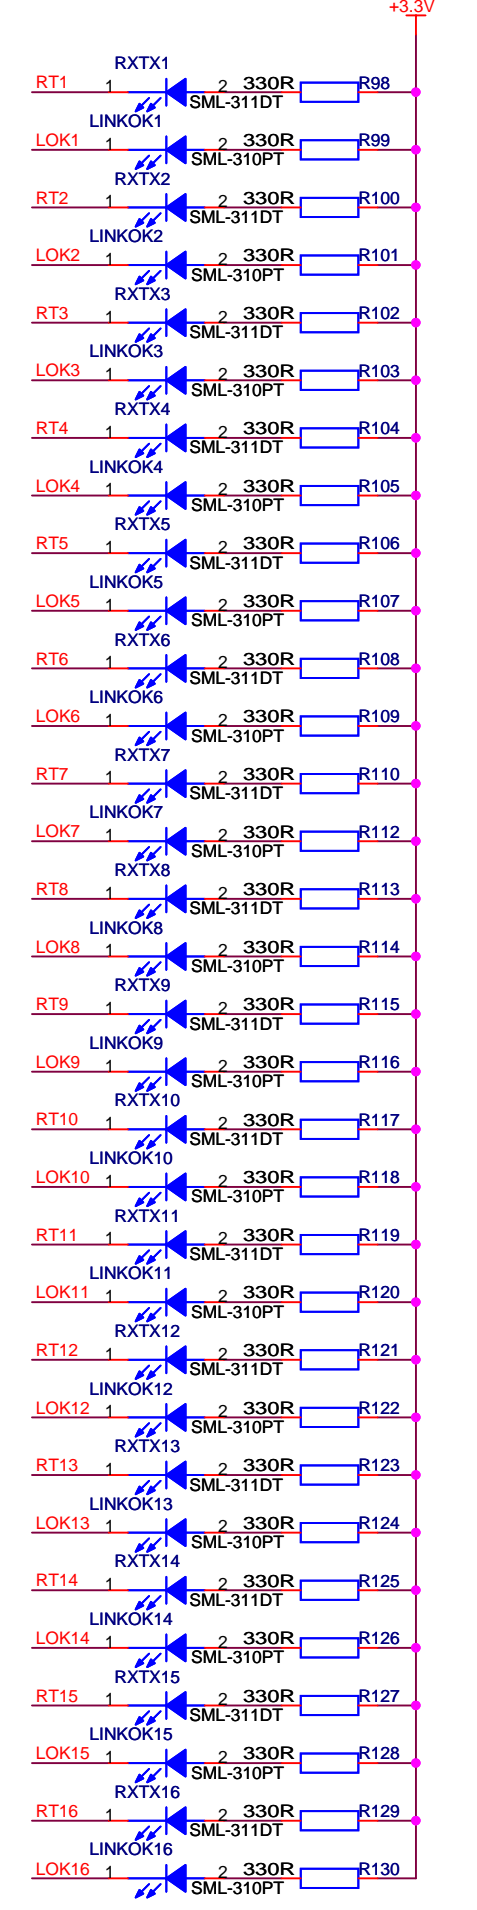 +3.3V
RXTX1
RT1 1 2 330R R98
SML-311DT
LINKOK1
LOK1 1 2 330R R99
SML-310PT
RXTX2
RT2 1 2 330R R100
SML-311DT
LINKOK2
LOK2 1 2 330R R101
SML-310PT
RXTX3
RT3 1 2 330R R102
SML-311DT
LINKOK3
LOK3 1 2 330R R103
SML-310PT
RXTX4
RT4 1 2 330R R104
SML-311DT
LINKOK4
LOK4 1 2 330R R105
SML-310PT
RXTX5
RT5 1 2 330R R106
SML-311DT
LINKOK5
LOK5 1 2 330R R107
SML-310PT
RXTX6
RT6 1 2 330R R108
SML-311DT
LINKOK6
LOK6 1 2 330R R109
SML-310PT
RXTX7
RT7 1 2 330R R110
SML-311DT
LINKOK7
LOK7 1 2 330R R112
SML-310PT
RXTX8
RT8 1 2 330R R113
SML-311DT
LINKOK8
LOK8 1 2 330R R114
SML-310PT
RXTX9
RT9 1 2 330R R115
SML-311DT
LINKOK9
LOK9 1 2 330R R116
SML-310PT
RXTX10
RT10 1 2 330R R117
SML-311DT
LINKOK10
LOK10 1 2 330R R118
SML-310PT
RXTX11
RT11 1 2 330R R119
SML-311DT
LINKOK11
LOK11 1 2 330R R120
SML-310PT
RXTX12
RT12 1 2 330R R121
SML-311DT
LINKOK12
LOK12 1 2 330R R122
SML-310PT
RXTX13
RT13 1 2 330R R123
SML-311DT
LINKOK13
LOK13 1 2 330R R124
SML-310PT
RXTX14
RT14 1 2 330R R125
SML-311DT
LINKOK14
LOK14 1 2 330R R126
SML-310PT
RXTX15
RT15 1 2 330R R127
SML-311DT
LINKOK15
LOK15 1 2 330R R128
SML-310PT
RXTX16
RT16 1 2 330R R129
SML-311DT
LINKOK16
LOK16 1 2 330R R130
SML-310PT